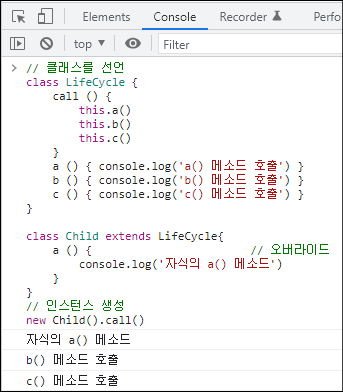 Elements Console Recorder Perfo
top Filter
> // 클래스를 선언
class LifeCycle {
    call () {
        this.a()
        this.b()
        this.c()
    }
    a () { console.log('a() 메소드 호출') }
    b () { console.log('b() 메소드 호출') }
    c () { console.log('c() 메소드 호출') }
}

class Child extends LifeCycle{
    a () {                    // 오버라이드
        console.log('자식의 a() 메소드')
    }
}
// 인스턴스 생성
new Child().call()
자식의 a() 메소드
b() 메소드 호출
c() 메소드 호출